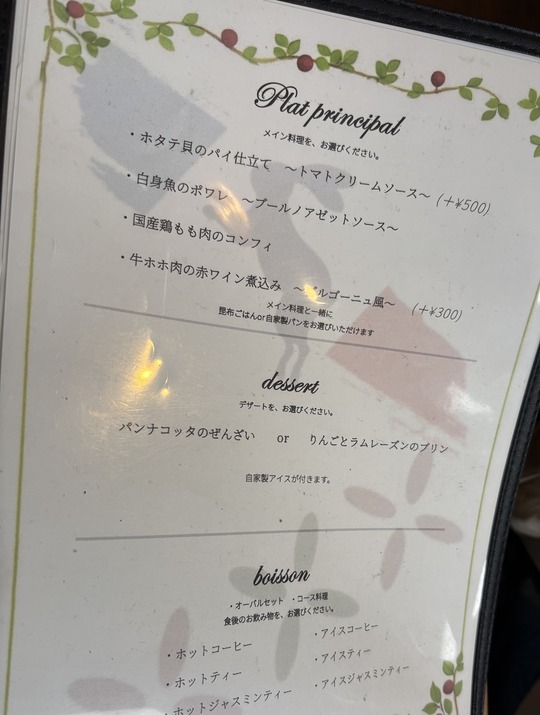 Plat principal
メイン料理を、お選びください。
・ホタテ貝のパイ仕立て　～トマトクリームソース～ (＋¥500)
・白身魚のポワレ　～ブールノアゼットソース～
・国産鶏もも肉のコンフィ
・牛ホホ肉の赤ワイン煮込み　～ブルゴーニュ風～　(＋¥300)
メイン料理と一緒に
昆布ごはんor自家製パンをお選びいただけます
dessert
デザートを、お選びください。
パンナコッタのぜんざい　or　りんごとラムレーズンのプリン
自家製アイスが付きます。
boisson
・オーバルセット　・コース料理
食後のお飲み物を、お選びください。
・ホットコーヒー　・アイスコーヒー
・ホットティー　・アイスティー
・ホットジャスミンティー　・アイスジャスミンティー